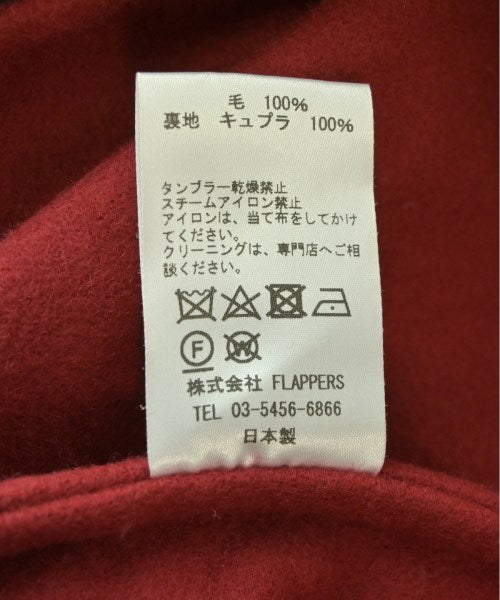 毛 100%
裏地 キュプラ 100%
タンブラー乾燥禁止
スチームアイロン禁止
アイロンは、当て布をしてかけ
てください。
クリーニングは、専門店へご相
談ください。
F W
株式会社 FLAPPERS
TEL 03-5456-6866
日本製